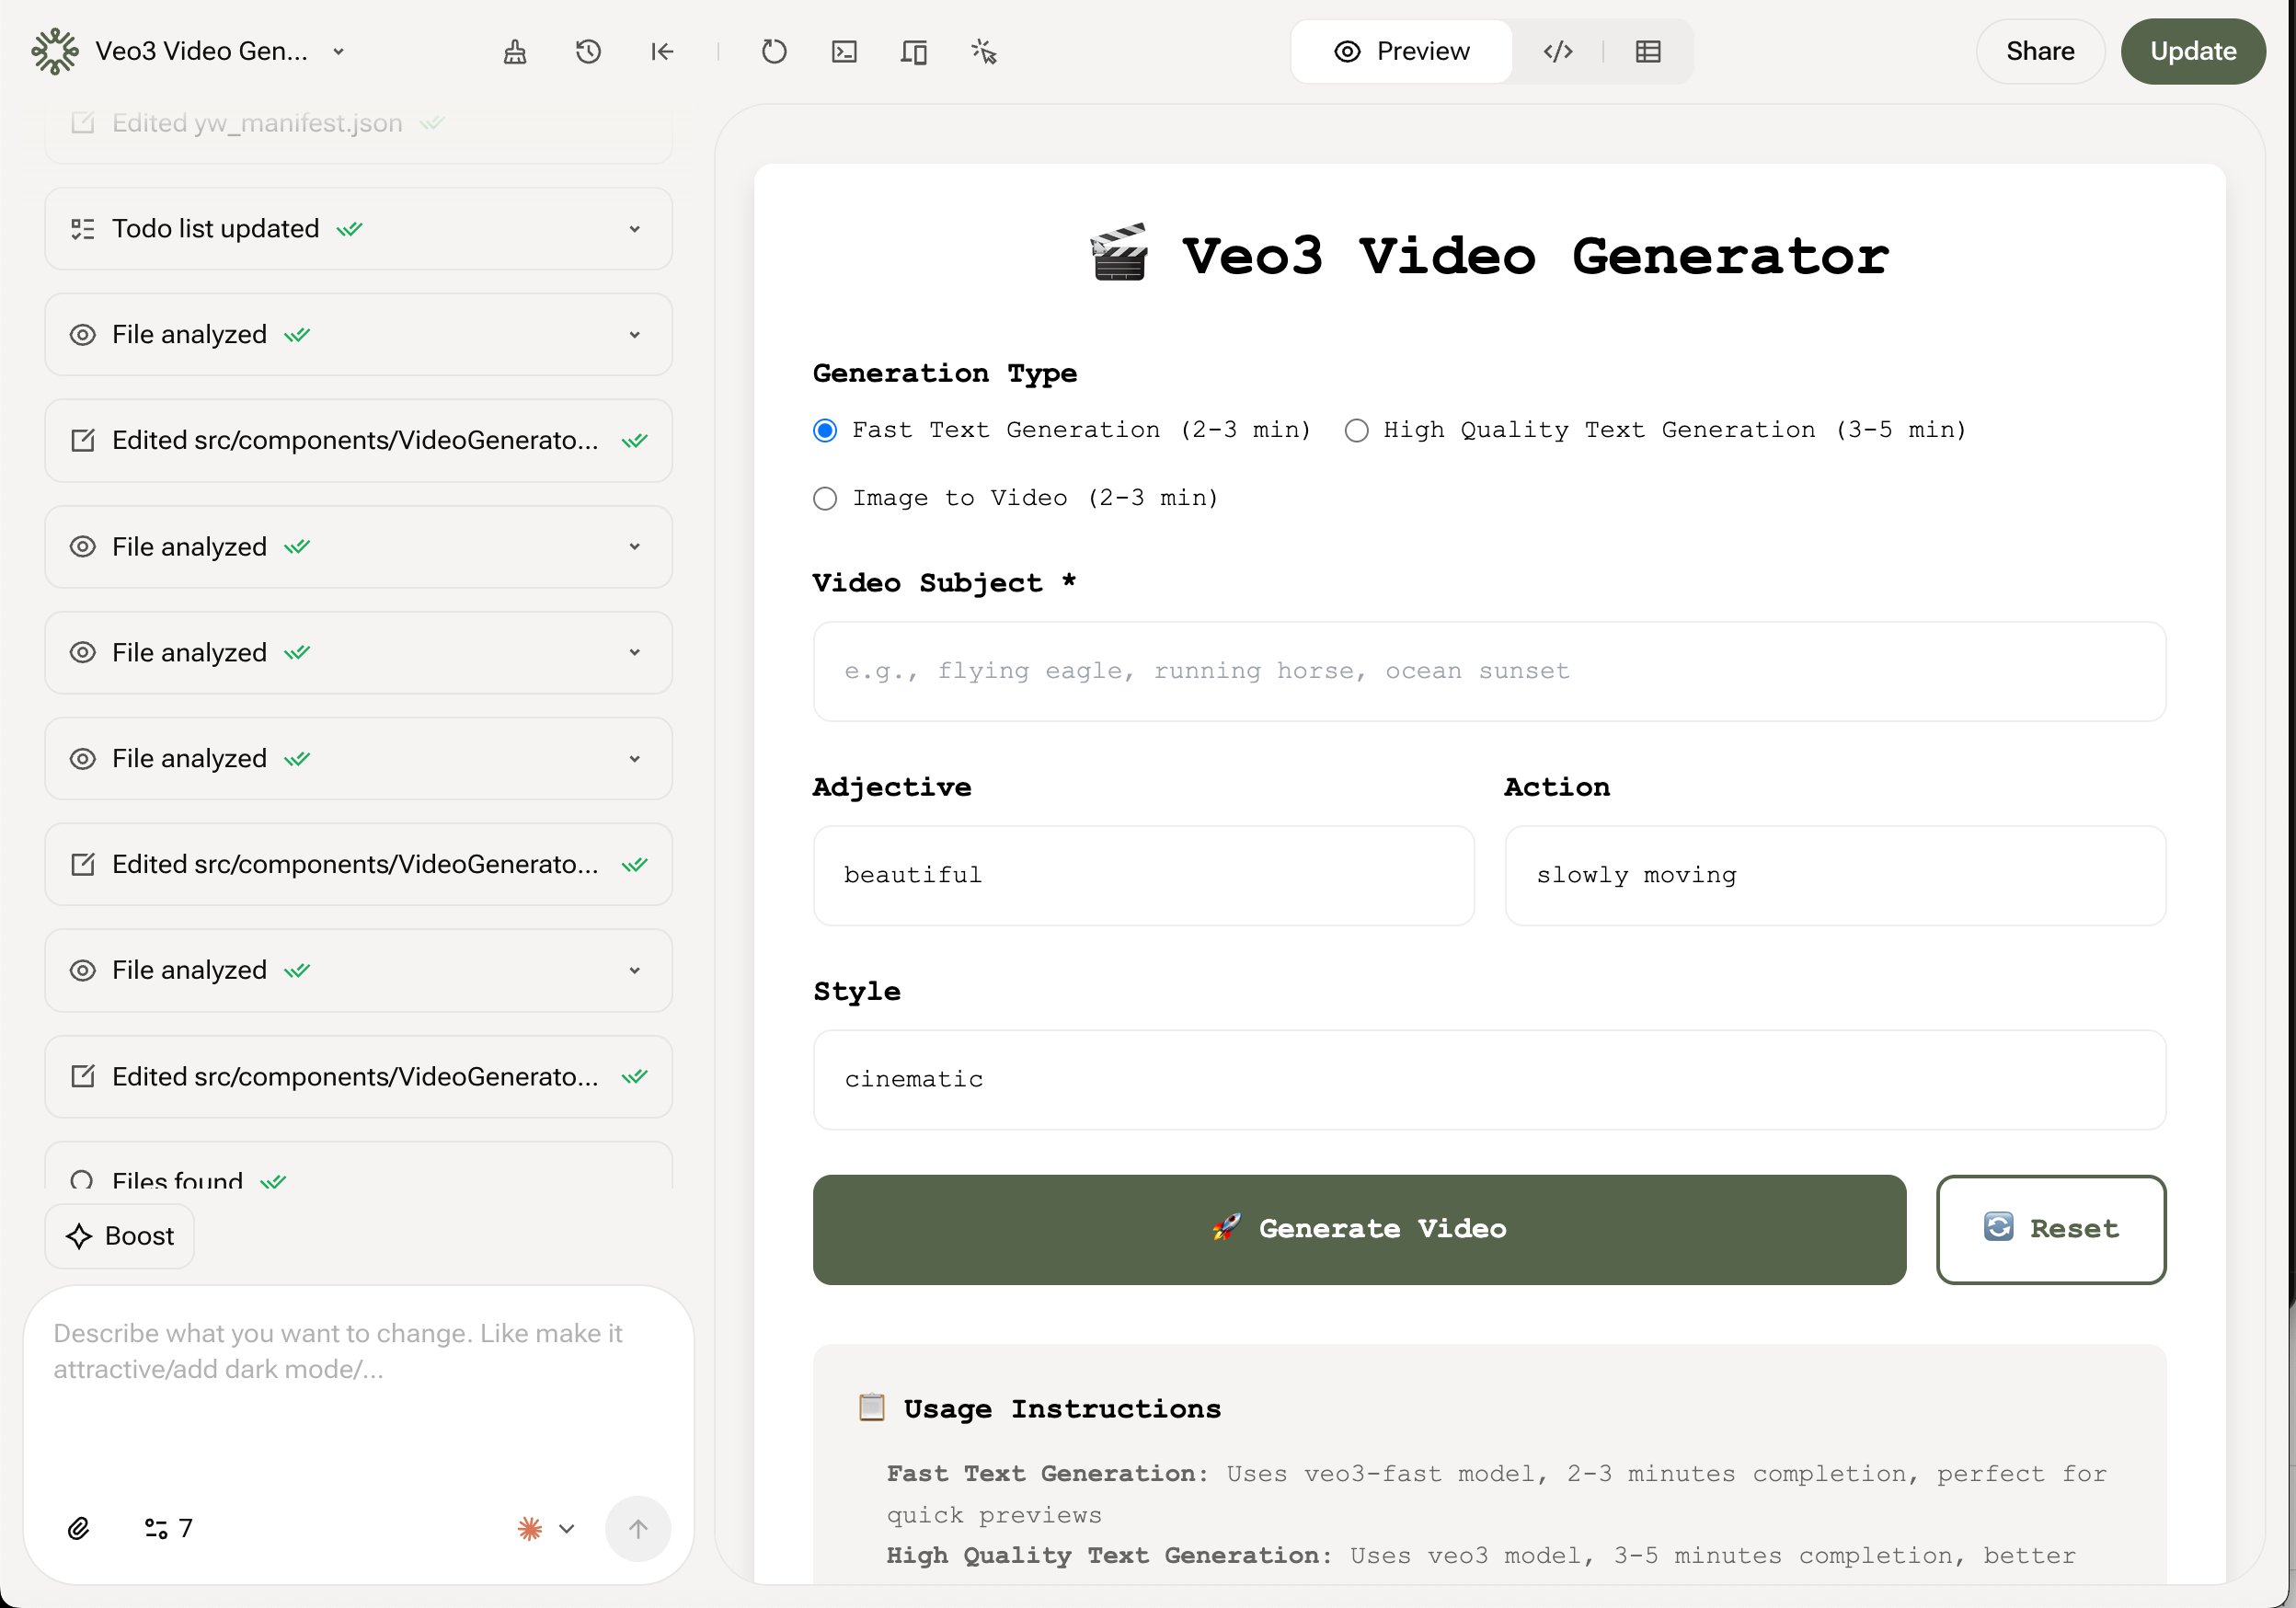 Veo3 Video Gen...
Preview
Share
Update
Edited yw_manifest.json
Todo list updated
File analyzed
Edited src/components/VideoGenerato...
File analyzed
File analyzed
File analyzed
Edited src/components/VideoGenerato...
File analyzed
Edited src/components/VideoGenerato...
Files found
Boost
Describe what you want to change. Like make it
attractive/add dark mode/...
7
Veo3 Video Generator
Generation Type
Fast Text Generation (2-3 min)
High Quality Text Generation (3-5 min)
Image to Video (2-3 min)
Video Subject *
e.g., flying eagle, running horse, ocean sunset
Adjective
Action
beautiful
slowly moving
Style
cinematic
Generate Video
Reset
Usage Instructions
Fast Text Generation: Uses veo3-fast model, 2-3 minutes completion, perfect for
quick previews
High Quality Text Generation: Uses veo3 model, 3-5 minutes completion, better